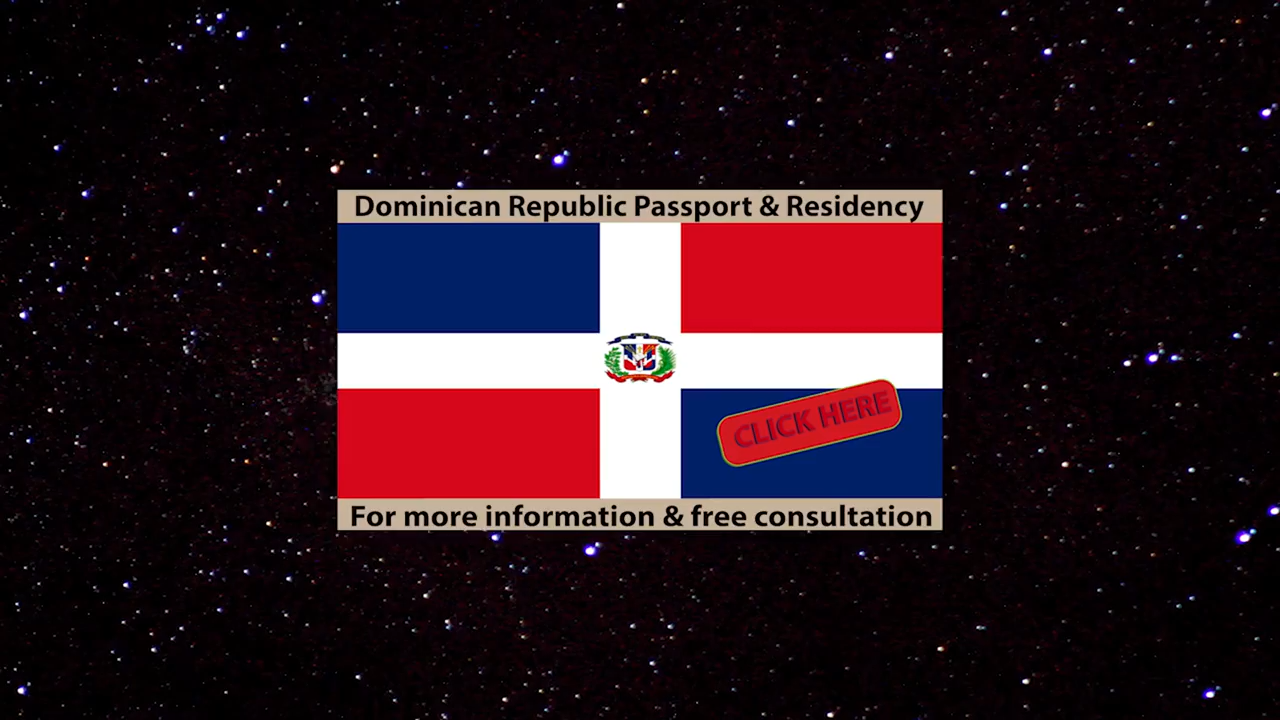 Dominican Republic Passport & Residency
CLICK HERE
For more information & free consultation